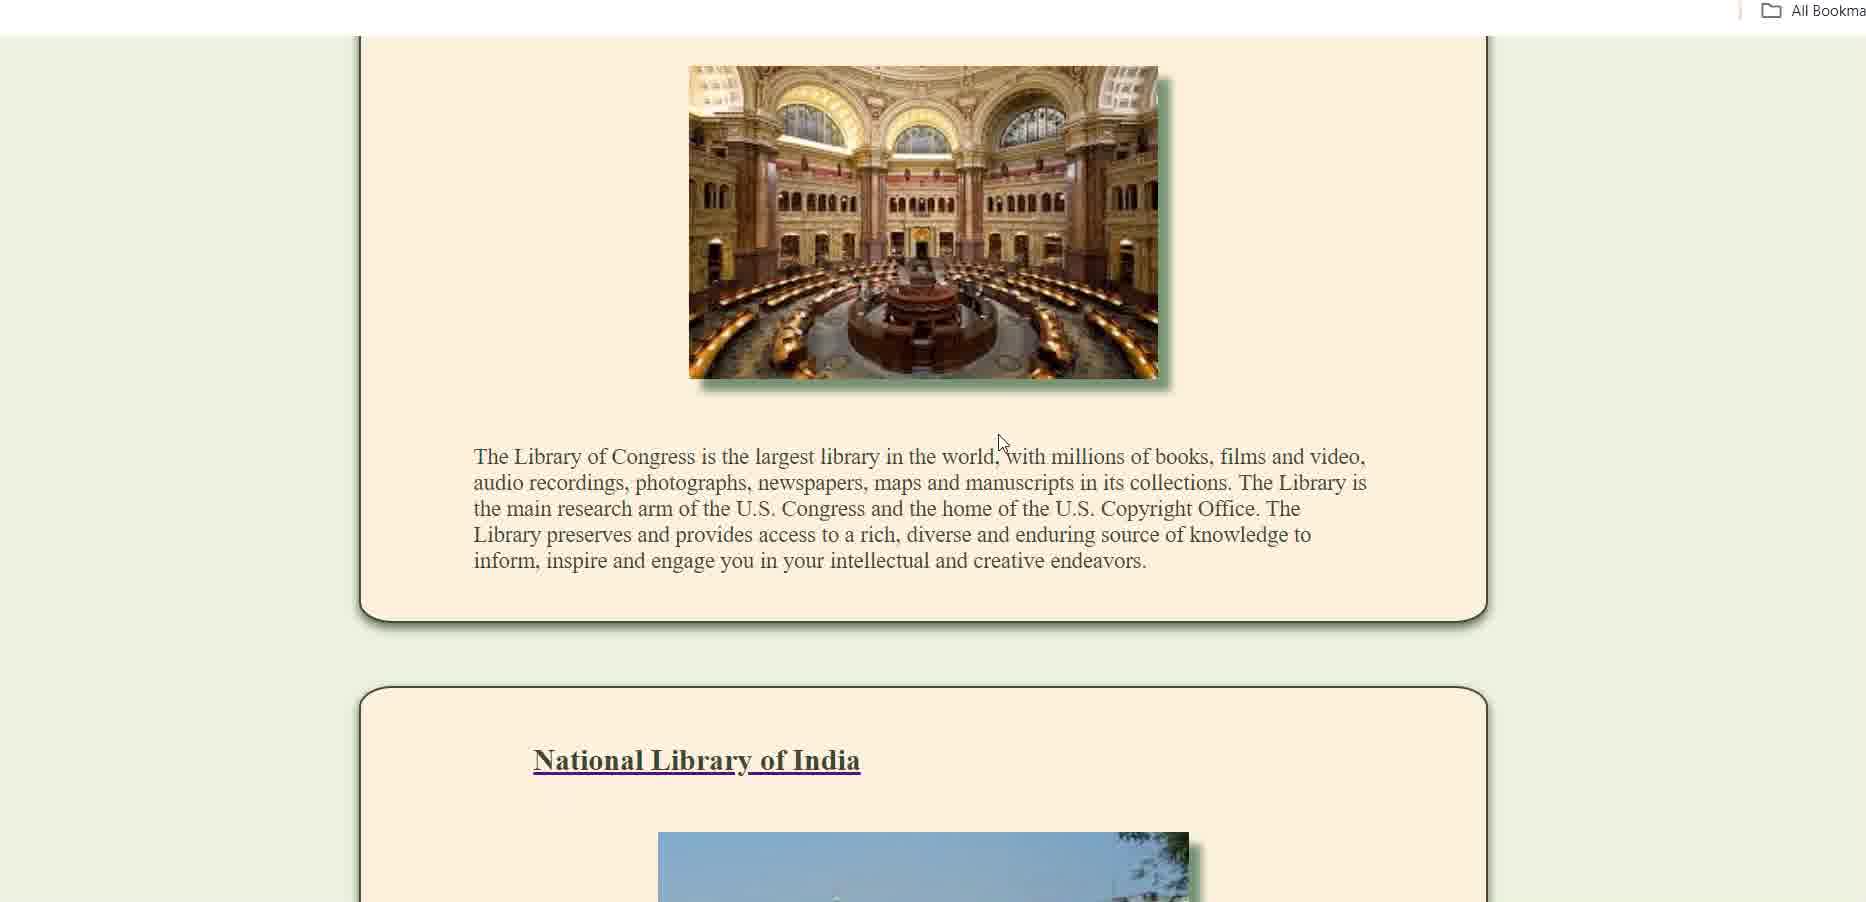 All Bookma
The Library of Congress is the largest library in the world, with millions of books, films and video,
audio recordings, photographs, newspapers, maps and manuscripts in its collections. The Library is
the main research arm of the U.S. Congress and the home of the U.S. Copyright Office. The
Library preserves and provides access to a rich, diverse and enduring source of knowledge to
inform, inspire and engage you in your intellectual and creative endeavors.
National Library of India